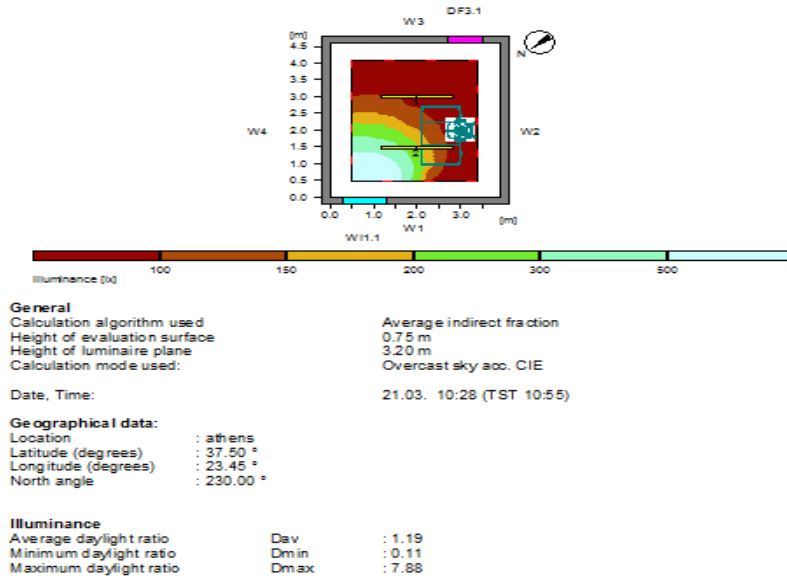 DF3.1
W3
[m]
4.5
4.0
3.5
3.0
2.5
2.0
1.5
1.0
0.5
0.0
N
W4
W2
1
2
0.0 1.0 2.0 3.0 [m]
W1
WI1.1
100 150 200 300 500
Illuminance [lx]
General
Calculation algorithm used Average indirect fraction
Height of evaluation surface 0.75 m
Height of luminaire plane 3.20 m
Calculation mode used: Overcast sky acc. CIE
Date, Time: 21.03. 10:28 (TST 10:55)
Geographical data:
Location : athens
Latitude (degrees) : 37.50 °
Longitude (degrees) : 23.45 °
North angle : 230.00 °
Illuminance
Average daylight ratio Dav : 1.19
Minimum daylight ratio Dmin : 0.11
Maximum daylight ratio Dmax : 7.88